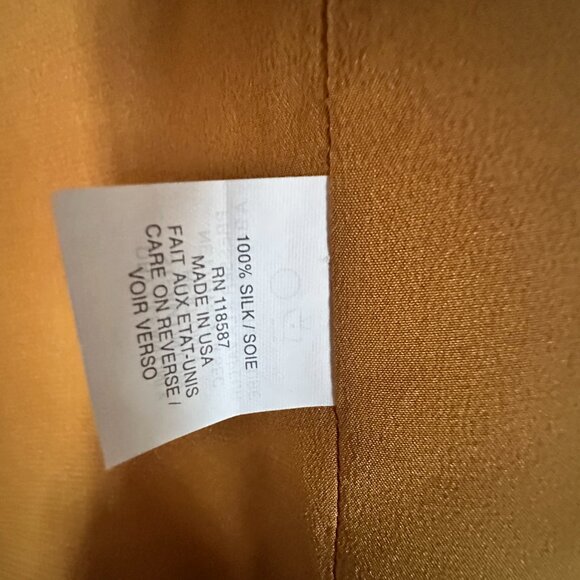 100% SILK / SOIE
RN 118587
MADE IN USA
FAIT AUX ETAT-UNIS
CARE ON REVERSE /
VOIR VERSO